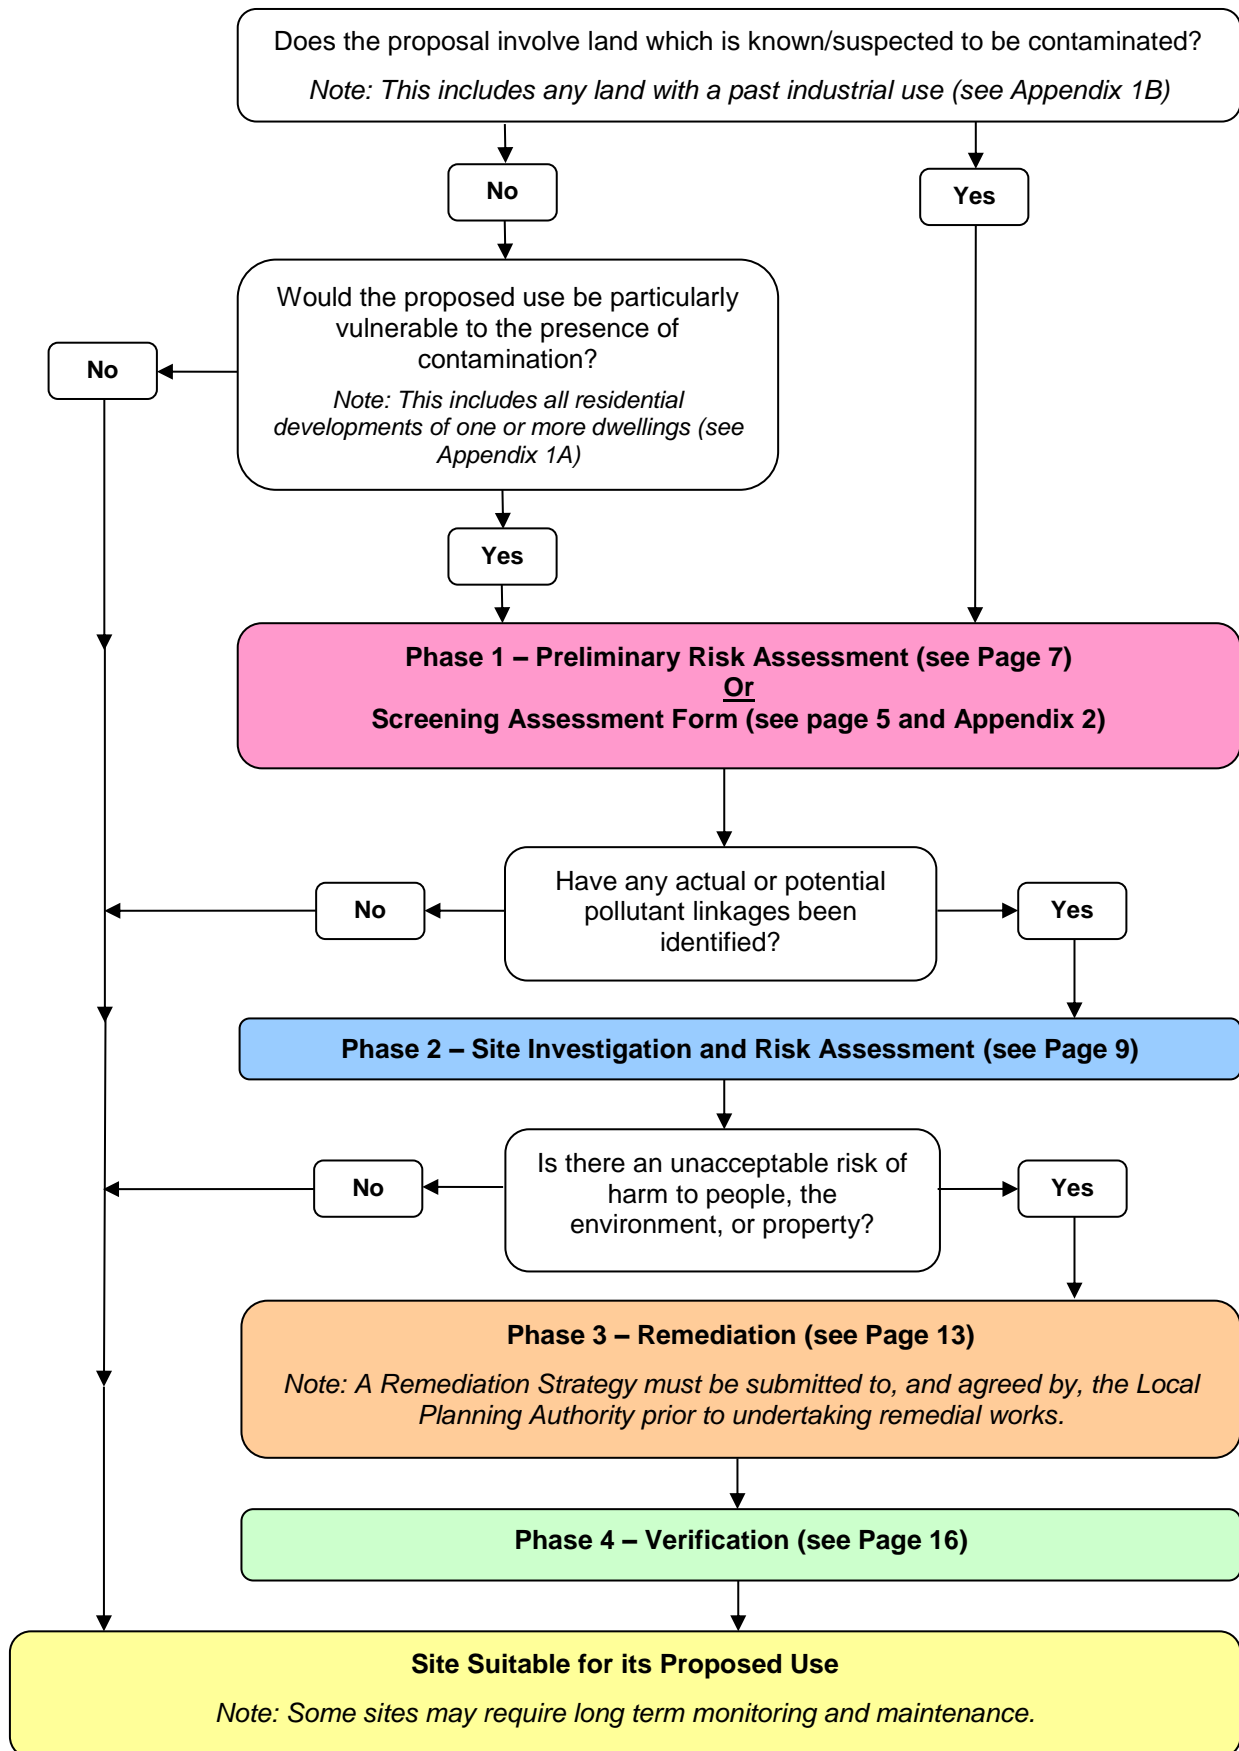 Does the proposal involve land which is known/suspected to be contaminated?
Note: This includes any land with a past industrial use (see Appendix 1B)
No
Yes
Would the proposed use be particularly
vulnerable to the presence of
contamination?
Note: This includes all residential
developments of one or more dwellings (see
Appendix 1A)
No
Yes
Phase 1 – Preliminary Risk Assessment (see Page 7)
Or
Screening Assessment Form (see page 5 and Appendix 2)
Have any actual or potential
pollutant linkages been
identified?
No
Yes
Phase 2 – Site Investigation and Risk Assessment (see Page 9)
Is there an unacceptable risk of
harm to people, the
environment, or property?
No
Yes
Phase 3 – Remediation (see Page 13)
Note: A Remediation Strategy must be submitted to, and agreed by, the Local
Planning Authority prior to undertaking remedial works.
Phase 4 – Verification (see Page 16)
Site Suitable for its Proposed Use
Note: Some sites may require long term monitoring and maintenance.